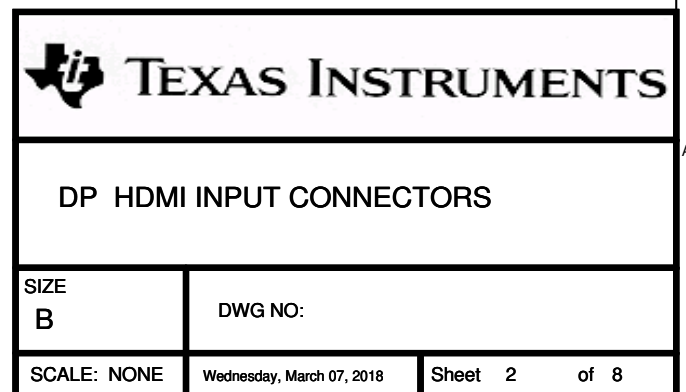 TEXAS INSTRUMENTS
DP HDMI INPUT CONNECTORS
SIZE
B
DWG NO:
SCALE: NONE
Wednesday, March 07, 2018
Sheet 2 of 8